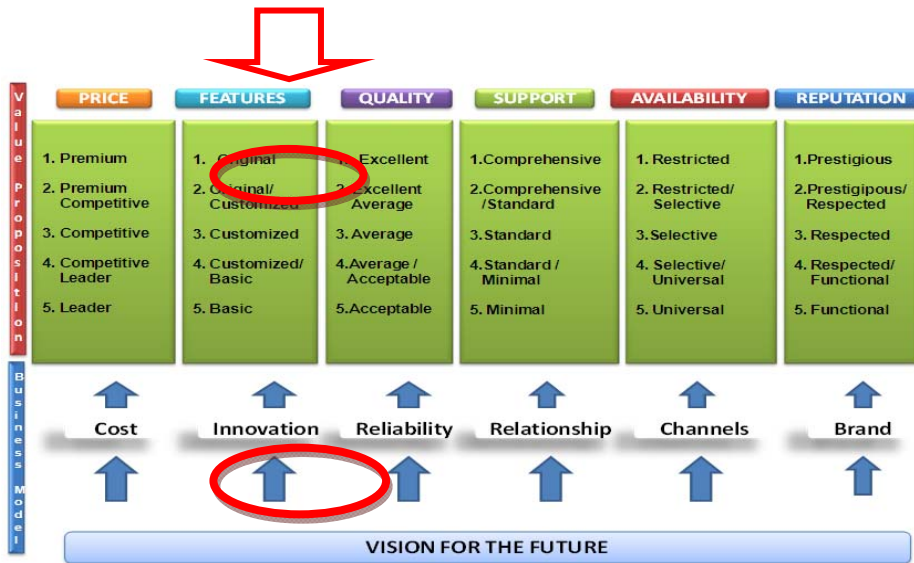 Value Proposition
PRICE
FEATURES
QUALITY
SUPPORT
AVAILABILITY
REPUTATION
1. Premium
2. Premium
Competitive
3. Competitive
4. Competitive
Leader
5. Leader
1. Original
2. Original/
Customized
3. Customized
4. Customized/
Basic
5. Basic
1. Excellent
2. Excellent
Average
3. Average
4.Average /
Acceptable
5.Acceptable
1.Comprehensive
2.Comprehensive
/Standard
3.Standard
4.Standard /
Minimal
5. Minimal
1. Restricted
2. Restricted/
Selective
3.Selective
4. Selective/
Universal
5. Universal
1.Prestigious
2.Prestigipous/
Respected
3. Respected
4. Respected/
Functional
5. Functional
Business Model
Cost
Innovation
Reliability
Relationship
Channels
Brand
VISION FOR THE FUTURE